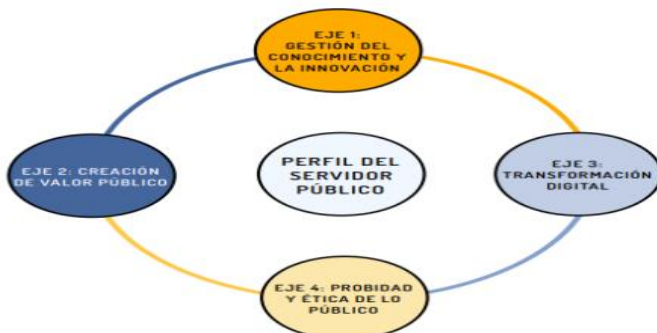 EJE 1:
GESTIÓN DEL
CONOCIMIENTO Y
LA INNOVACIÓN
EJE 2: CREACIÓN
DE VALOR PÚBLICO
PERFIL DEL
SERVIDOR
PÚBLICO
EJE 3:
TRANSFORMACIÓN
DIGITAL
EJE 4: PROBIDAD
Y ÉTICA DE LO
PÚBLICO